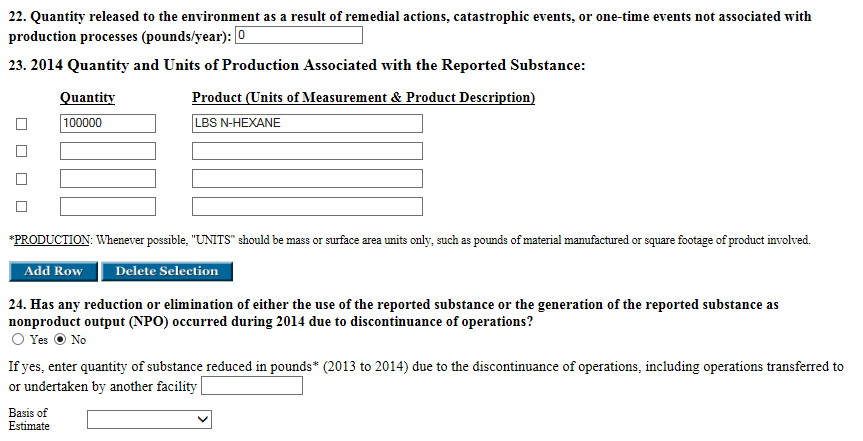 22. Quantity released to the environment as a result of remedial actions, catastrophic events, or one-time events not associated with
production processes (pounds/year): 0
23. 2014 Quantity and Units of Production Associated with the Reported Substance:
Quantity Product (Units of Measurement & Product Description)
100000 LBS N-HEXANE
*PRODUCTION: Whenever possible, "UNITS" should be mass or surface area units only, such as pounds of material manufactured or square footage of product involved.
Add Row Delete Selection
24. Has any reduction or elimination of either the use of the reported substance or the generation of the reported substance as
nonproduct output (NPO) occurred during 2014 due to discontinuance of operations?
Yes No
If yes, enter quantity of substance reduced in pounds* (2013 to 2014) due to the discontinuance of operations, including operations transferred to
or undertaken by another facility
Basis of
Estimate